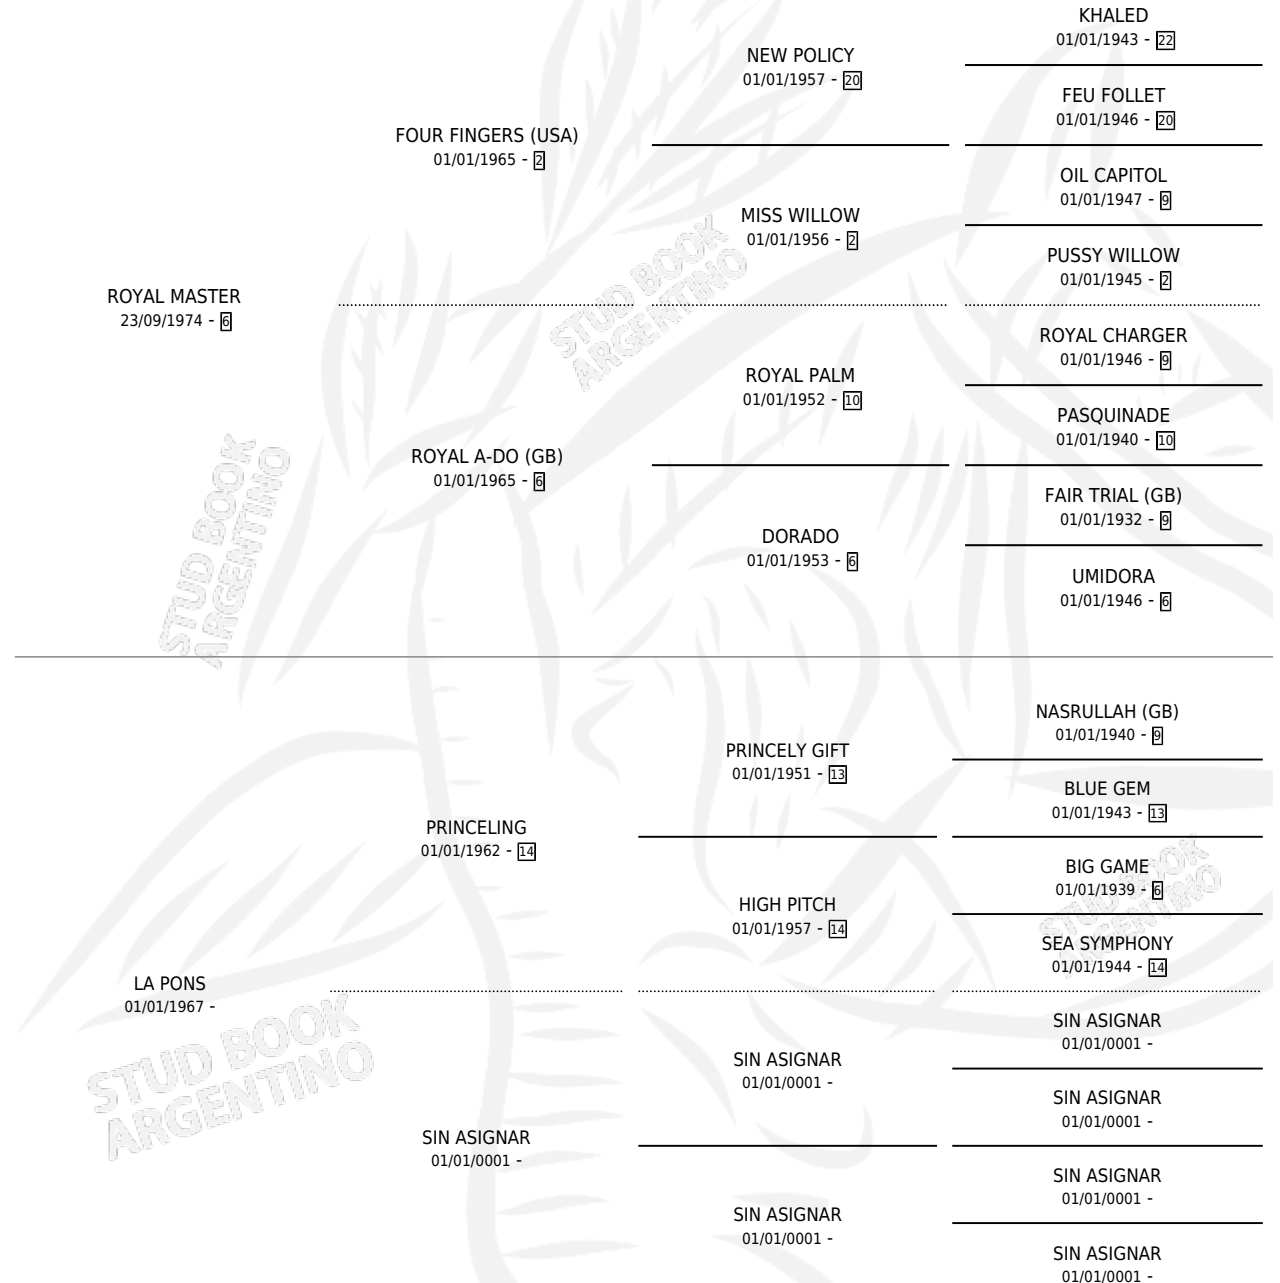 KHALED
01/01/1943 - 22
NEW POLICY
01/01/1957 - 20
FEU FOLLET
01/01/1946 - 20
FOUR FINGERS (USA)
01/01/1965 - 2
OIL CAPITOL
01/01/1947 - 9
MISS WILLOW
01/01/1956 - 2
PUSSY WILLOW
01/01/1945 - 2
ROYAL MASTER
23/09/1974 - 6
ROYAL CHARGER
01/01/1946 - 9
ROYAL PALM
01/01/1952 - 10
PASQUINADE
01/01/1940 - 10
ROYAL A-DO (GB)
01/01/1965 - 6
FAIR TRIAL (GB)
01/01/1932 - 9
DORADO
01/01/1953 - 6
UMIDORA
01/01/1946 - 6
NASRULLAH (GB)
01/01/1940 - 9
PRINCELY GIFT
01/01/1951 - 13
BLUE GEM
01/01/1943 - 13
PRINCELING
01/01/1962 - 14
BIG GAME
01/01/1939 - 6
HIGH PITCH
01/01/1957 - 14
SEA SYMPHONY
01/01/1944 - 14
LA PONS
01/01/1967 -
SIN ASIGNAR
01/01/0001 -
SIN ASIGNAR
01/01/0001 -
SIN ASIGNAR
01/01/0001 -
SIN ASIGNAR
01/01/0001 -
SIN ASIGNAR
01/01/0001 -
SIN ASIGNAR
01/01/0001 -
SIN ASIGNAR
01/01/0001 -
STUD BOOK
ARGENTINO
STUD BOOK
ARGENTINO
STUD BOOK
ARGENTINO
STUD BOOK
ARGENTINO